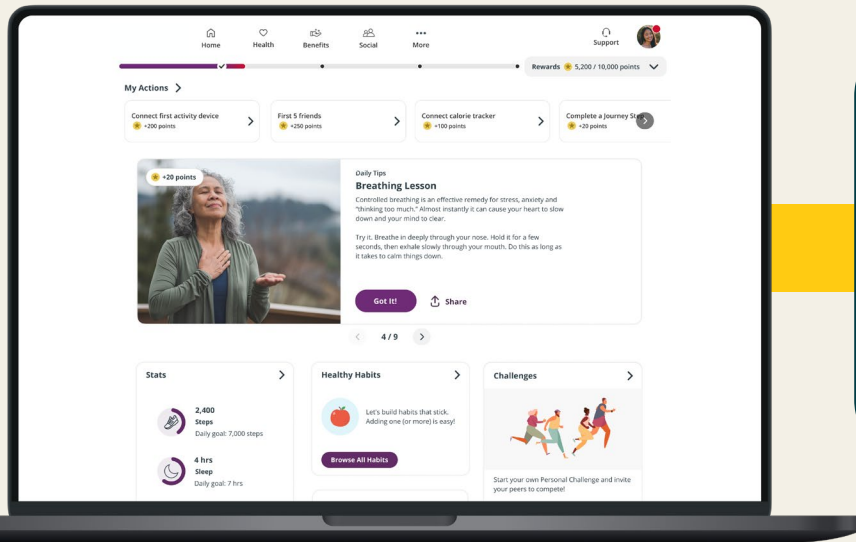 Home
Health
Benefits
Social
More
Support
Rewards 5,200 / 10,000 points
My Actions
Connect first activity device
+200 points
First 5 friends
+250 points
Connect calorie tracker
+100 points
Complete a Journey Step
+20 points
+20 points
Daily Tips
Breathing Lesson
Controlled breathing is an effective remedy for stress, anxiety and
"thinking too much." Almost instantly it can cause your heart to slow
down and your mind to clear.
Try it. Breathe in deeply through your nose. Hold it for a few
seconds, then exhale slowly through your mouth. Do this as long as
it takes to calm things down.
Got It!
Share
4 / 9
Stats
2,400
Steps
Daily goal: 7,000 steps
4 hrs
Sleep
Daily goal: 7 hrs
Healthy Habits
Let's build habits that stick.
Adding one (or more) is easy!
Browse All Habits
Challenges
Start your own Personal Challenge and invite
your peers to compete!